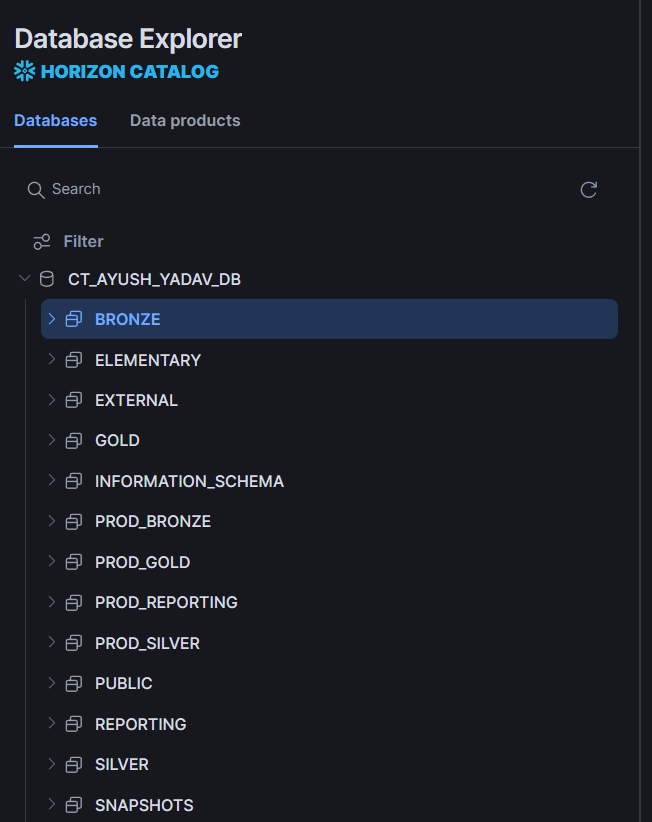 Database Explorer
HORIZON CATALOG
Databases Data products
Search
Filter
CT_AYUSH_YADAV_DB
BRONZE
ELEMENTARY
EXTERNAL
GOLD
INFORMATION_SCHEMA
PROD_BRONZE
PROD_GOLD
PROD_REPORTING
PROD_SILVER
PUBLIC
REPORTING
SILVER
SNAPSHOTS